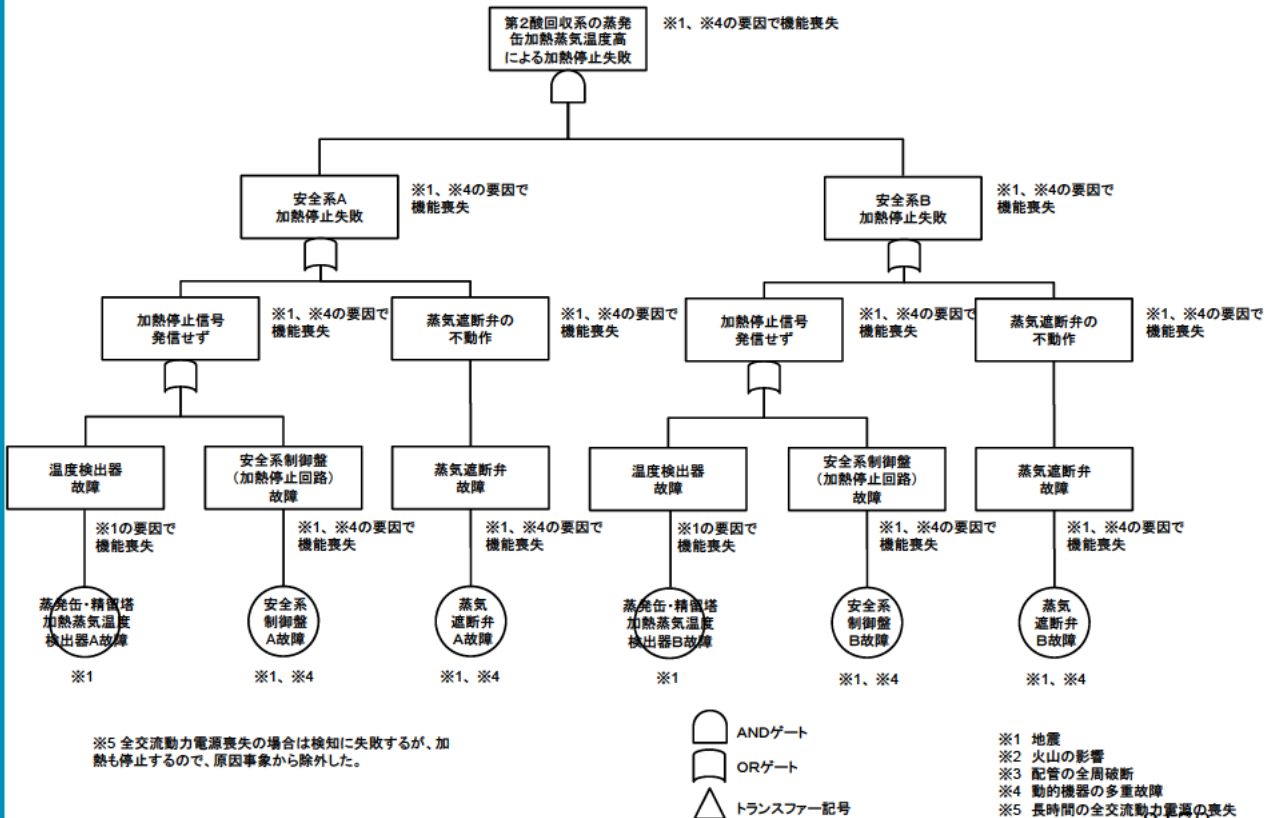 第2酸回収系の蒸発
缶加熱蒸気温度高
による加熱停止失敗
※1、※4の要因で機能喪失
安全系A
加熱停止失敗
※1、※4の要因で
機能喪失
安全系B
加熱停止失敗
※1、※4の要因で
機能喪失
加熱停止信号
発信せず
※1、※4の要因で
機能喪失
蒸気遮断弁の
不動作
※1、※4の要因で
機能喪失
加熱停止信号
発信せず
※1、※4の要因で
機能喪失
蒸気遮断弁の
不動作
※1、※4の要因で
機能喪失
温度検出器
故障
※1の要因で
機能喪失
安全系制御盤
(加熱停止回路)
故障
※1、※4の要因で
機能喪失
蒸気遮断弁
故障
※1、※4の要因で
機能喪失
温度検出器
故障
※1の要因で
機能喪失
安全系制御盤
(加熱停止回路)
故障
※1、※4の要因で
機能喪失
蒸気遮断弁
故障
※1、※4の要因で
機能喪失
蒸発缶・精留塔
加熱蒸気温度
検出器A故障
※1
安全系
制御盤
A故障
※1、※4
蒸気
遮断弁
A故障
※1、※4
蒸発缶・精留塔
加熱蒸気温度
検出器B故障
※1
安全系
制御盤
B故障
※1、※4
蒸気
遮断弁
B故障
※1、※4
※5 全交流動力電源喪失の場合は検知に失敗するが、加
熱も停止するので、原因事象から除外した。
ANDゲート
ORゲート
トランスファー記号
※1 地震
※2 火山の影響
※3 配管の全周破断
※4 動的機器の多重故障
※5 長時間の全交流動力電源の喪失